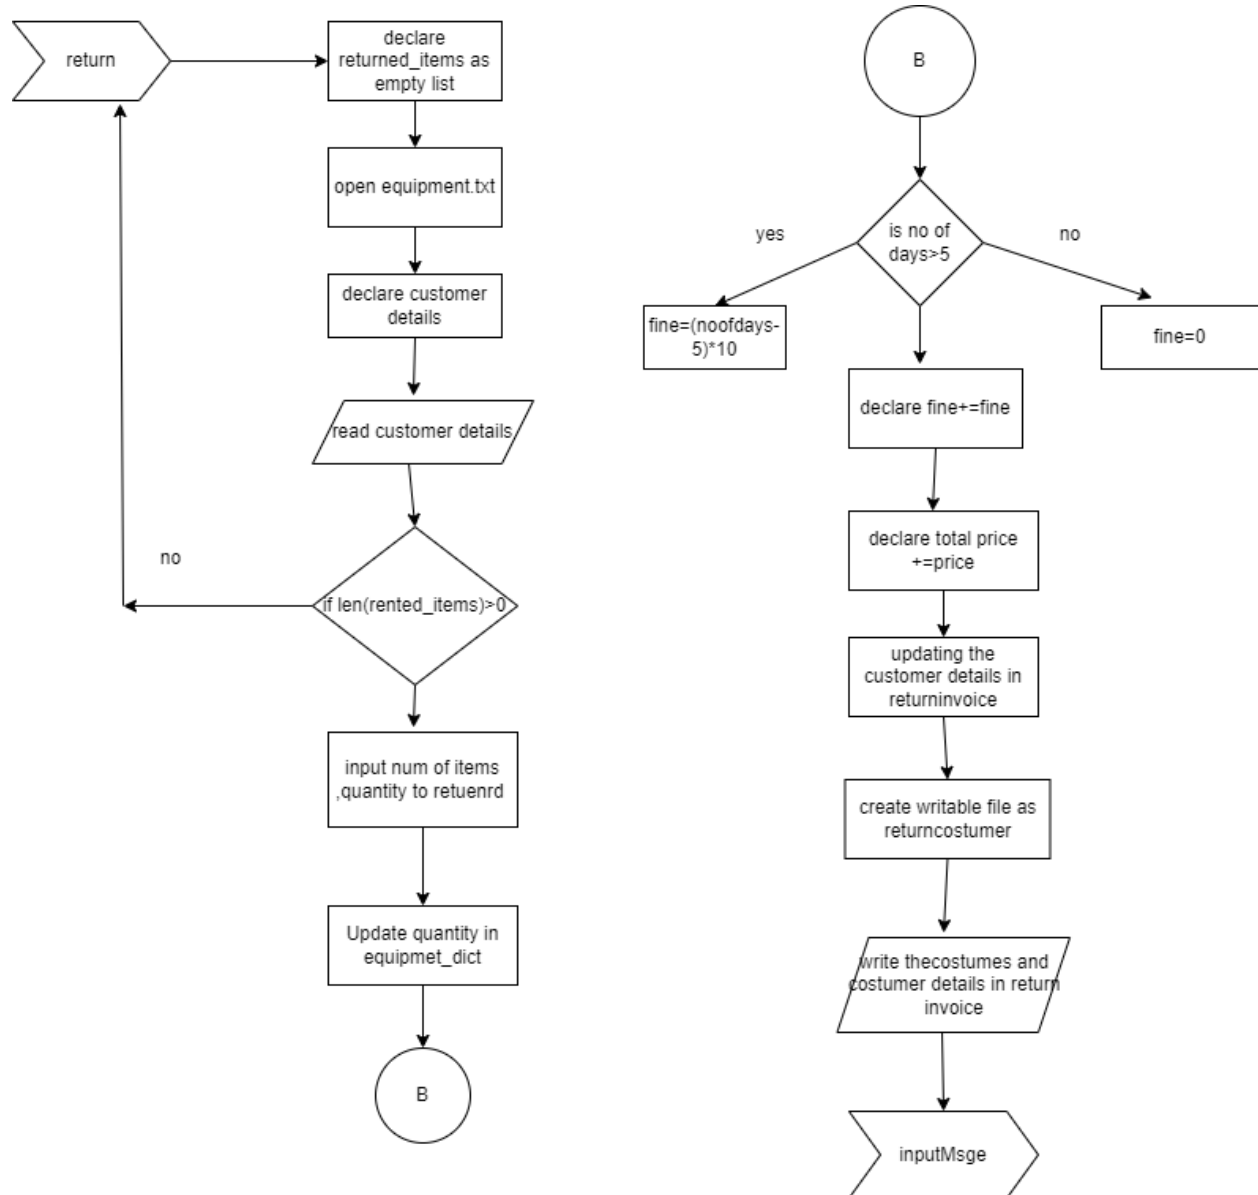 return
declare
returned_items as
empty list
open equipment.txt
declare customer
details
read customer details
no
if len(rented_items)>0
input num of items
,quantity to retuenrd
Update quantity in
equipmet_dict
B
B
is no of
days>5
yes
no
fine=(noofdays-
5)*10
fine=0
declare fine+=fine
declare total price
+=price
updating the
customer details in
returninvoice
create writable file as
returncostumer
write thecostumes and
costumer details in return
invoice
inputMsge